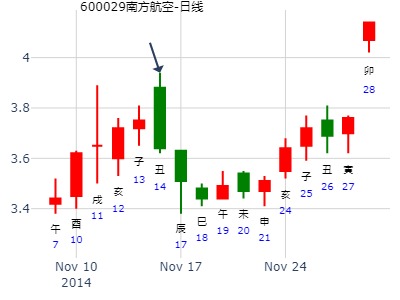 600029南方航空-日线
4
3.8
3.6
3.4
午
7
酉
10
戌
11
亥
12
子
13
丑
14
辰
17
巳
18
午
19
未
20
申
21
亥
24
子
25
丑
26
寅
27
卯
28
Nov 10
2014
Nov 17
Nov 24